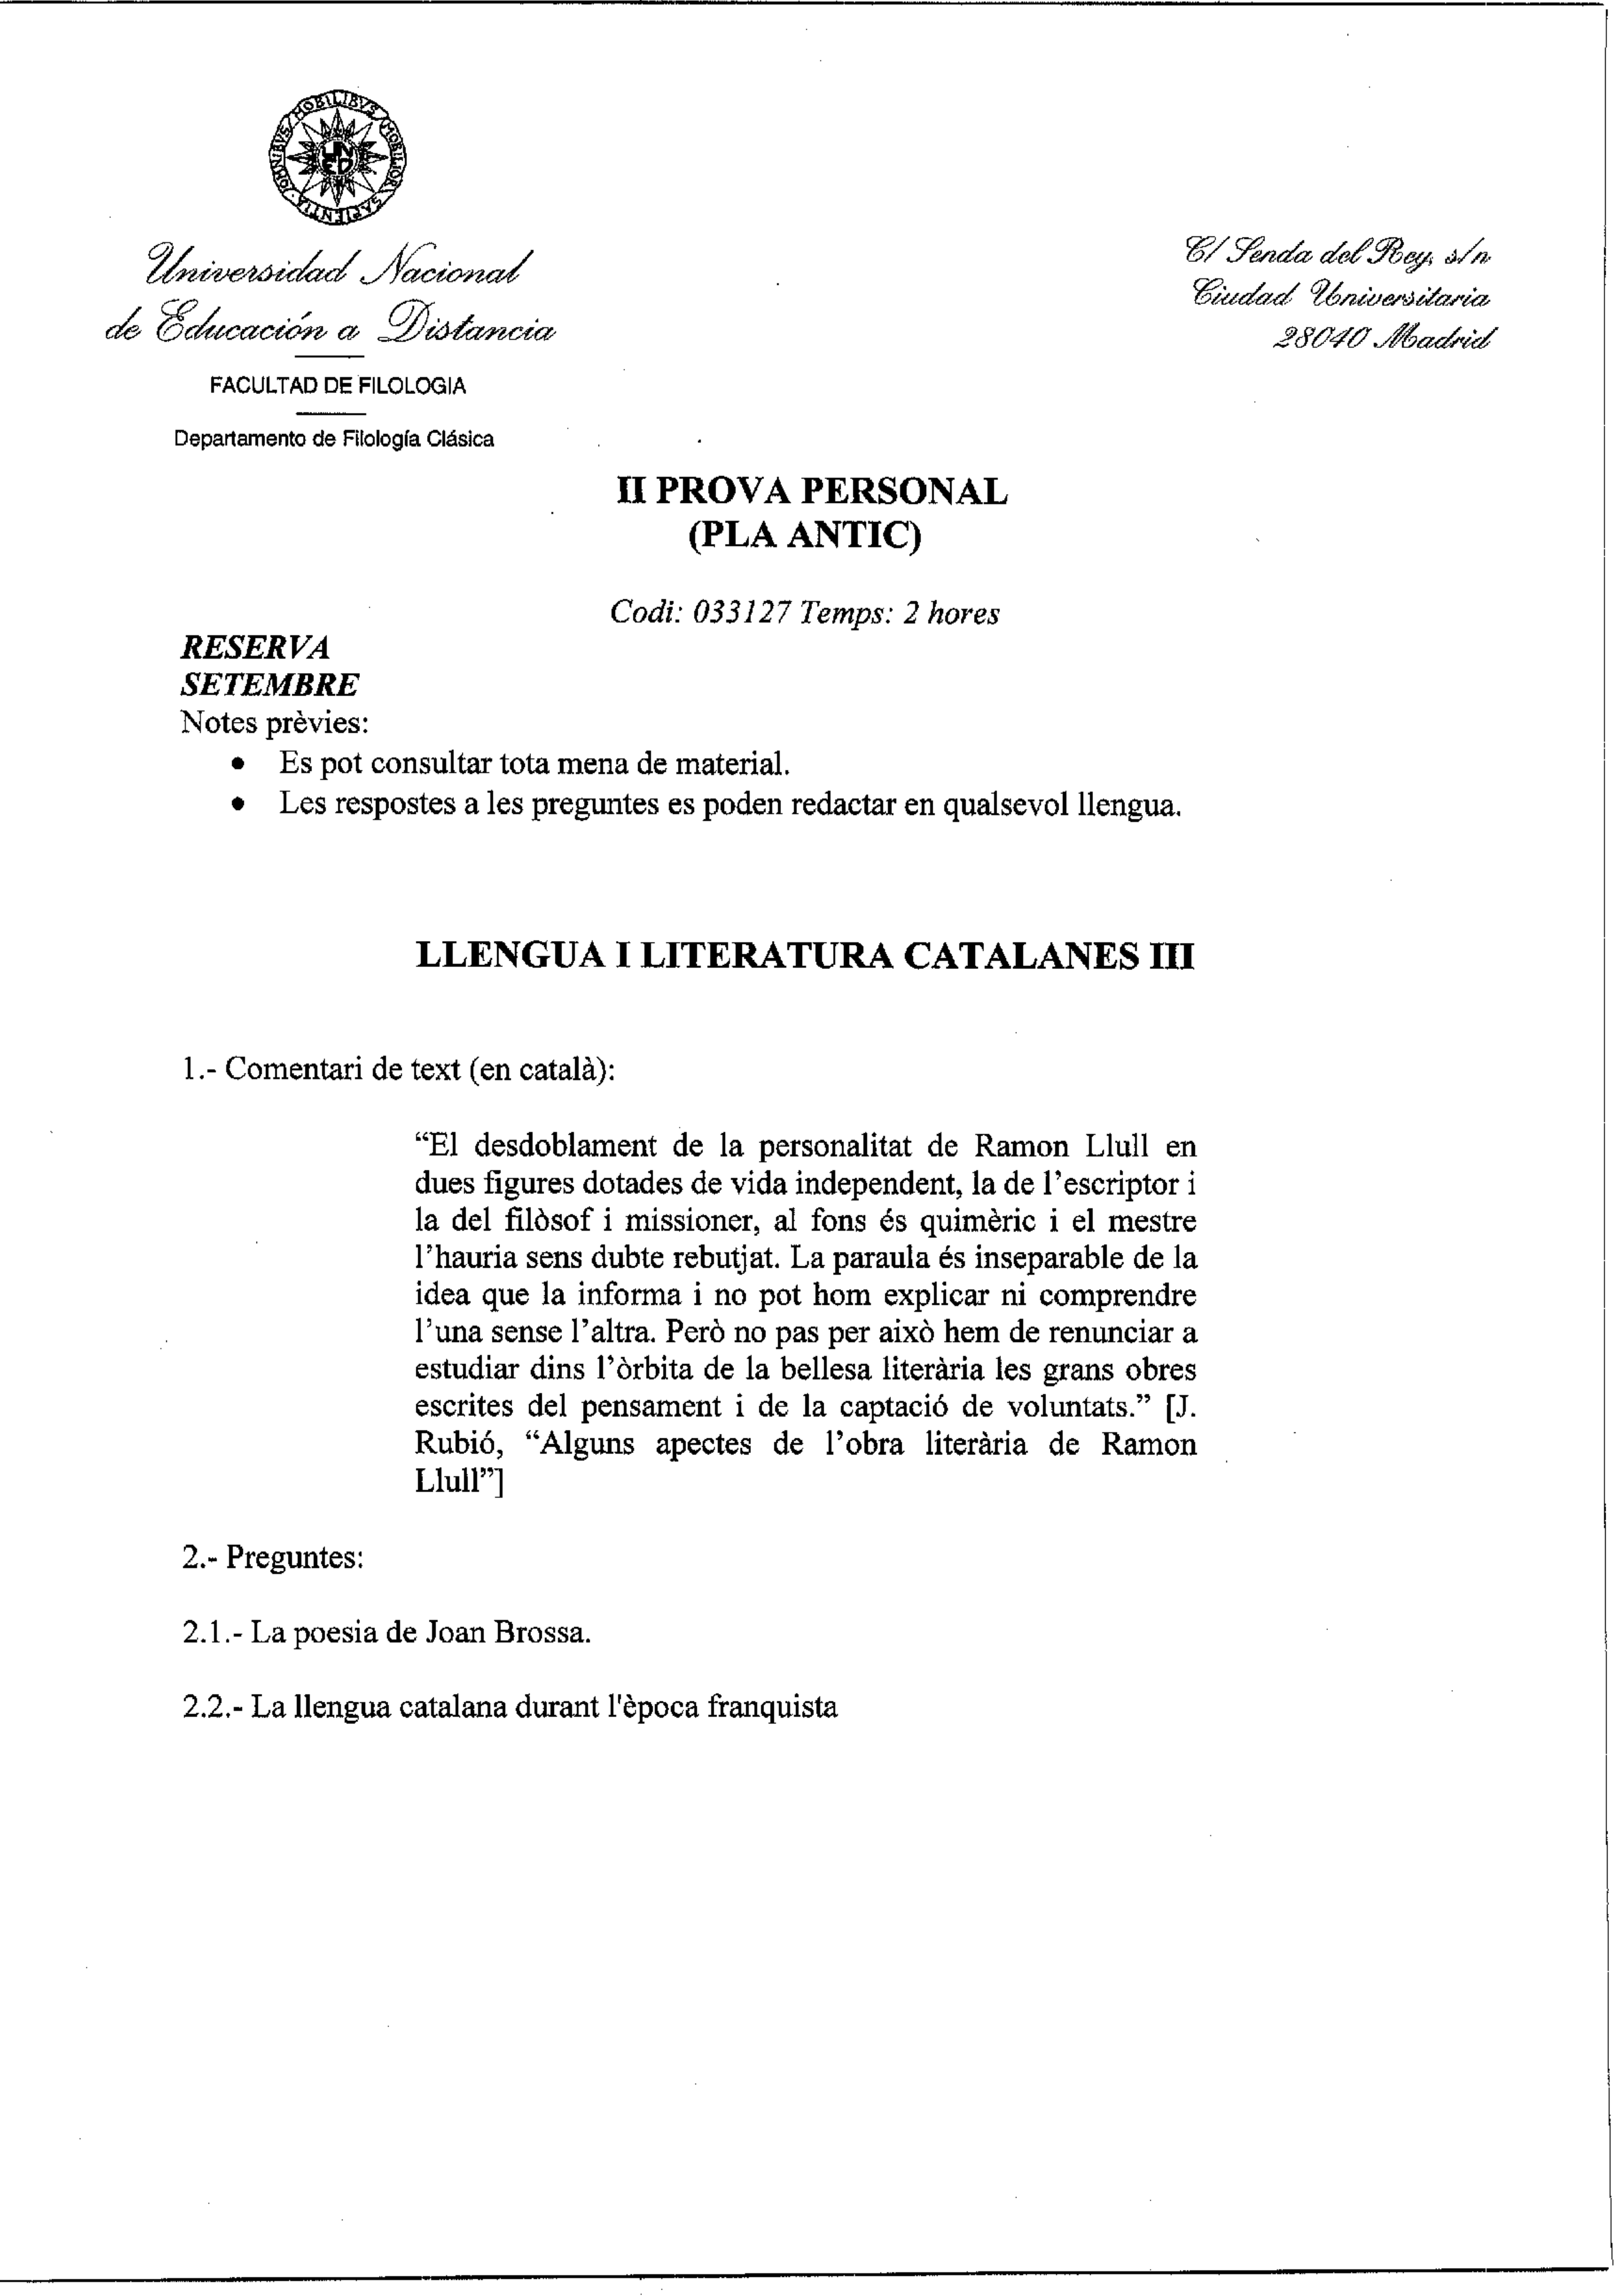 OMNIBVS MOBILIBVS MOBILIOR SAPIENTIA
UN
ED
Universidad Nacional
de Educación a Distancia
C/ Senda del Rey, s/n
Ciudad Universitaria
28040 Madrid
FACULTAD DE FILOLOGIA
Departamento de Filología Clásica
II PROVA PERSONAL
(PLA ANTIC)
Codi: 033127 Temps: 2 hores
RESERVA
SETEMBRE
Notes prèvies:
• Es pot consultar tota mena de material.
• Les respostes a les preguntes es poden redactar en qualsevol llengua.
LLENGUA I LITERATURA CATALANES III
1.- Comentari de text (en català):
“El desdoblament de la personalitat de Ramon Llull en
dues figures dotades de vida independent, la de l’escriptor i
la del filòsof i missioner, al fons és quimèric i el mestre
l’hauria sens dubte rebutjat. La paraula és inseparable de la
idea que la informa i no pot hom explicar ni comprendre
l’una sense l’altra. Però no pas per això hem de renunciar a
estudiar dins l’òrbita de la bellesa literària les grans obres
escrites del pensament i de la captació de voluntats.” [J.
Rubió, “Alguns apectes de l’obra literària de Ramon
Llull”]
2.- Preguntes:
2.1.- La poesia de Joan Brossa.
2.2.- La llengua catalana durant l'època franquista